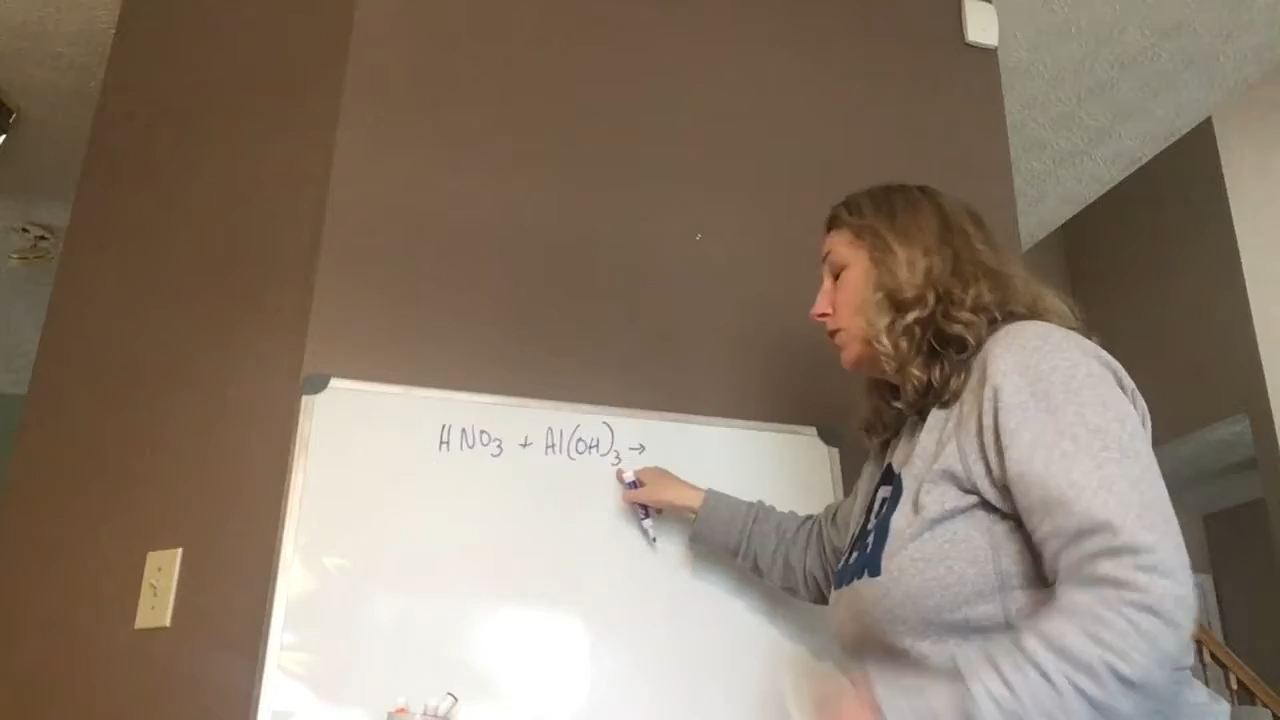 HNO₃ + Al(OH)₃ →